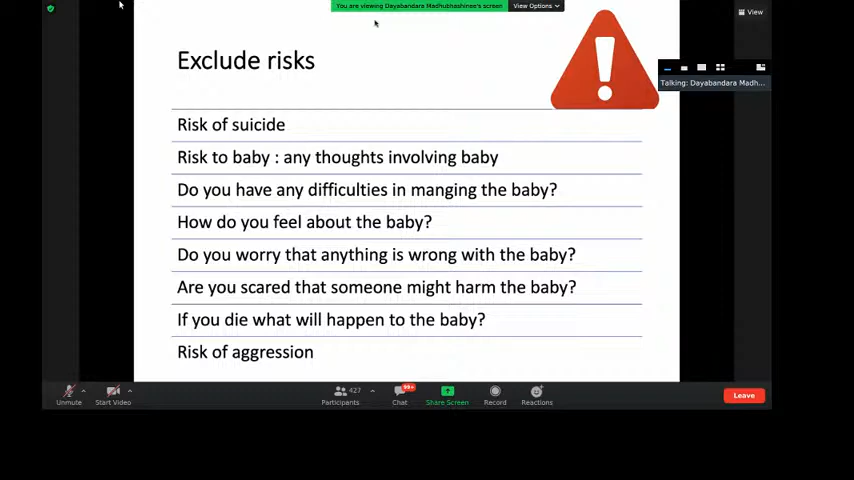 You are viewing Dayabandara Madhubhashinee's screen
View Options
View
Exclude risks
Talking: Dayabandara Madh...
Risk of suicide
Risk to baby : any thoughts involving baby
Do you have any difficulties in manging the baby?
How do you feel about the baby?
Do you worry that anything is wrong with the baby?
Are you scared that someone might harm the baby?
If you die what will happen to the baby?
Risk of aggression
Unmute
Start Video
427
Participants
99+
Chat
Share Screen
Record
Reactions
Leave